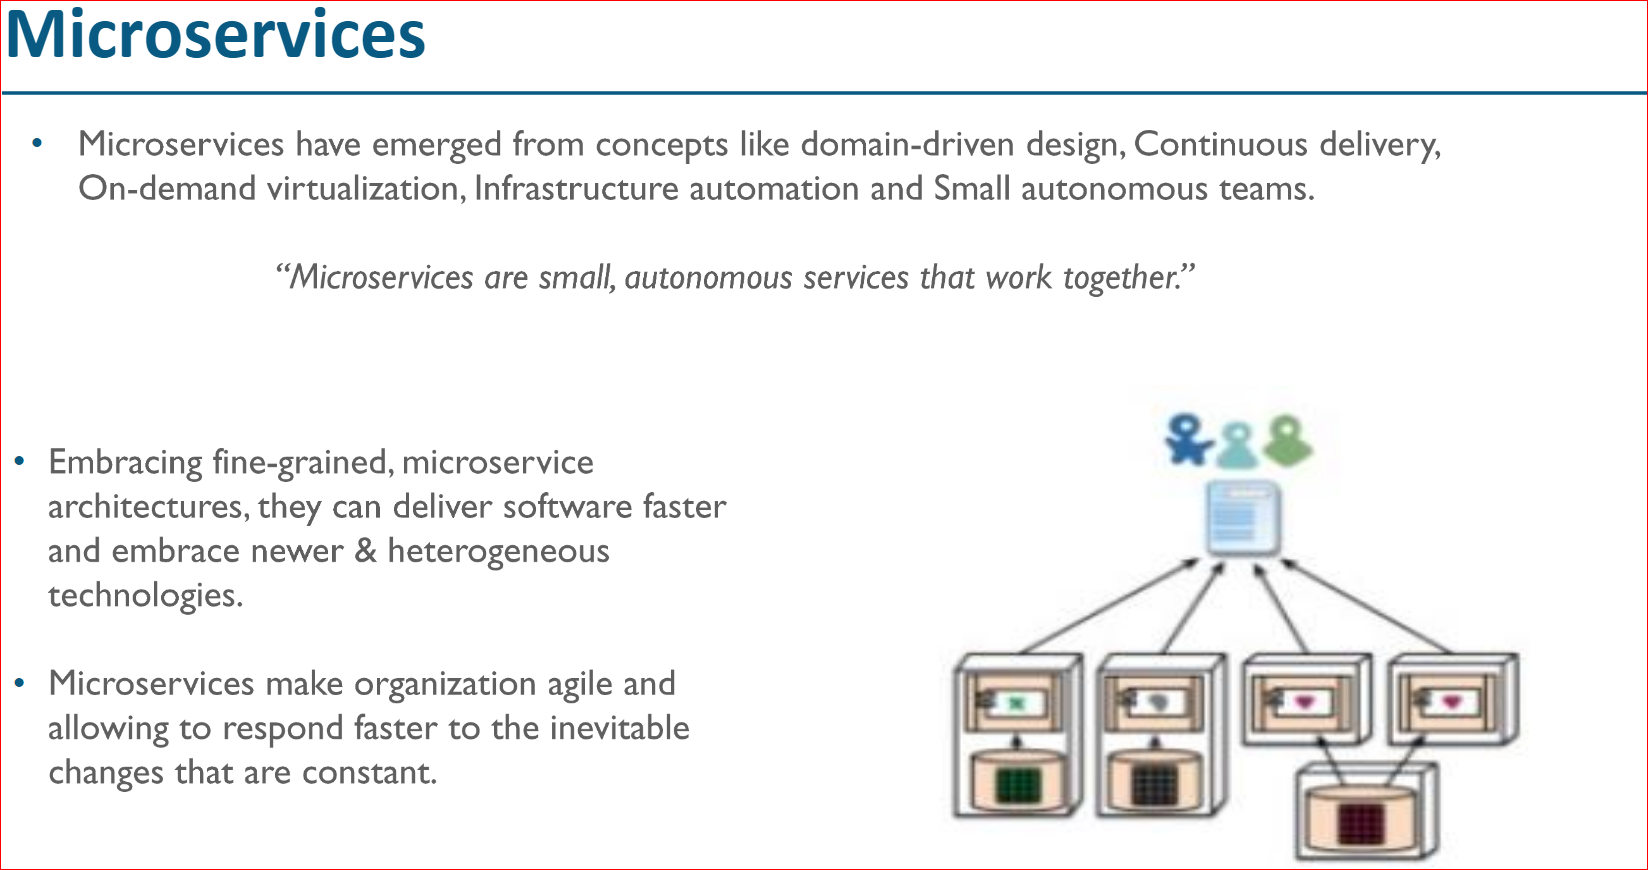 Microservices
• Microservices have emerged from concepts like domain-driven design, Continuous delivery,
On-demand virtualization, Infrastructure automation and Small autonomous teams.
“Microservices are small, autonomous services that work together.”
• Embracing fine-grained, microservice
architectures, they can deliver software faster
and embrace newer & heterogeneous
technologies.
• Microservices make organization agile and
allowing to respond faster to the inevitable
changes that are constant.